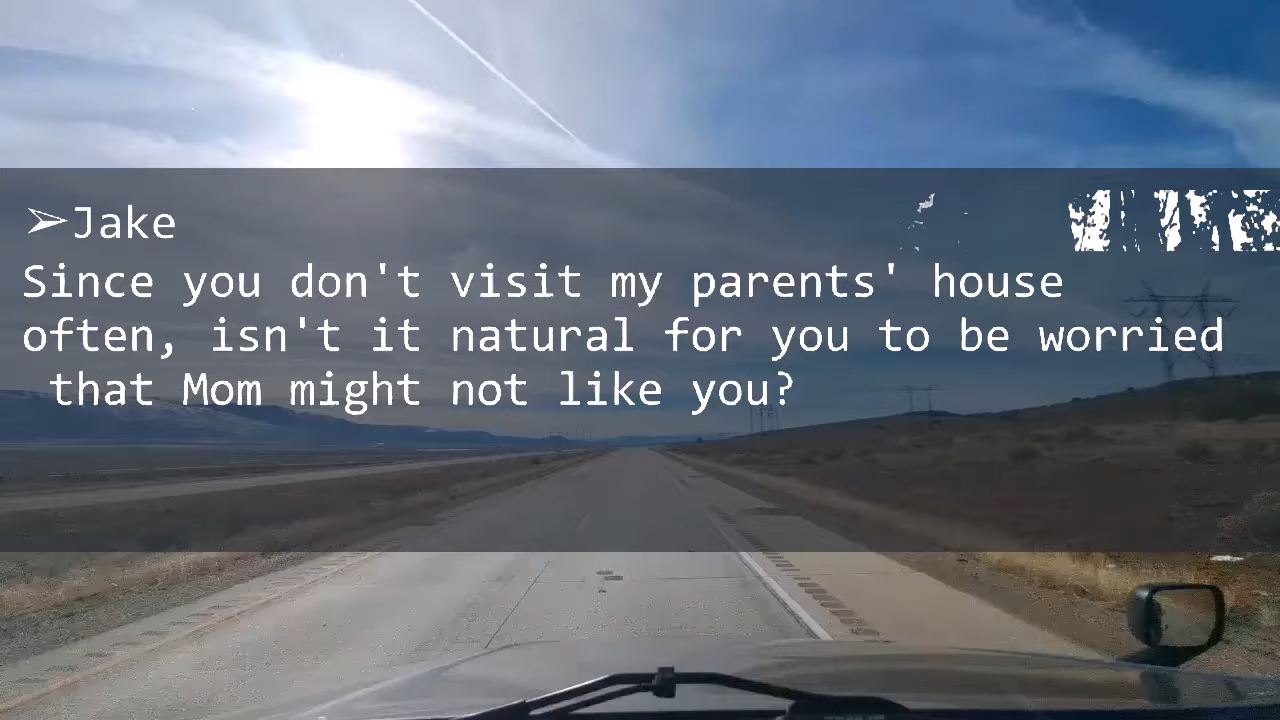 ➢Jake
Since you don't visit my parents' house
often, isn't it natural for you to be worried
that Mom might not like you?